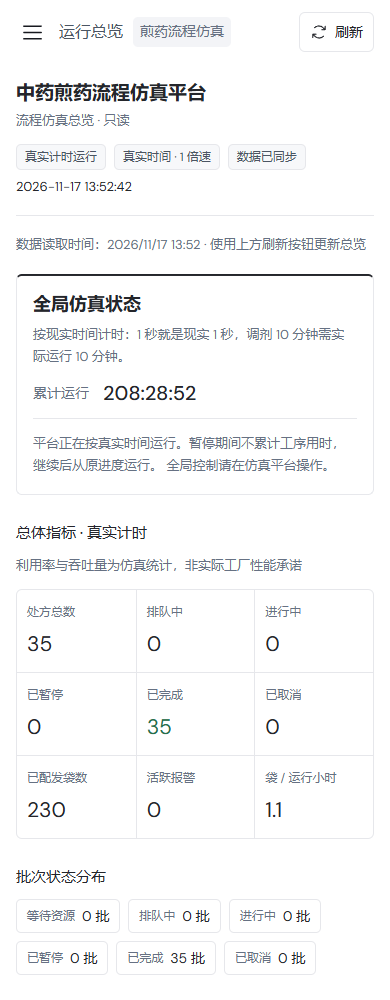 运行总览 煎药流程仿真 刷新
中药煎药流程仿真平台
流程仿真总览 · 只读
真实计时运行 真实时间 · 1 倍速 数据已同步
2026-11-17 13:52:42
数据读取时间：2026/11/17 13:52 · 使用上方刷新按钮更新总览
全局仿真状态
按现实时间计时：1 秒就是现实 1 秒，调剂 10 分钟需实
际运行 10 分钟。
累计运行 208:28:52
平台正在按真实时间运行。暂停期间不累计工序用时，
继续后从原进度运行。 全局控制请在仿真平台操作。
总体指标 · 真实计时
利用率与吞吐量为仿真统计，非实际工厂性能承诺
处方总数 排队中 进行中
35 0 0
已暂停 已完成 已取消
0 35 0
已配发袋数 活跃报警 袋 / 运行小时
230 0 1.1
批次状态分布
等待资源 0 批 排队中 0 批 进行中 0 批
已暂停 0 批 已完成 35 批 已取消 0 批